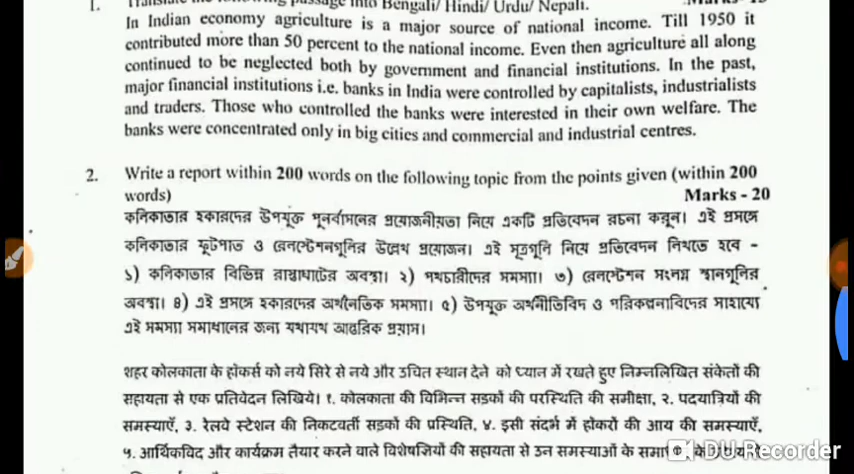 1. Translate the following passage into Bengali/ Hindi/ Urdu/ Nepali.
In Indian economy agriculture is a major source of national income. Till 1950 it
contributed more than 50 percent to the national income. Even then agriculture all along
continued to be neglected both by government and financial institutions. In the past,
major financial institutions i.e. banks in India were controlled by capitalists, industrialists
and traders. Those who controlled the banks were interested in their own welfare. The
banks were concentrated only in big cities and commercial and industrial centres.
2. Write a report within 200 words on the following topic from the points given (within 200
words) Marks - 20
কলিকাতার হকারদের উপযুক্ত পূনর্বাসনের প্রয়োজনীয়তা নিয়ে একটি প্রতিবেদন রচনা করুন। এই প্রসঙ্গে
কলিকাতার ফুটপাত ও রেলস্টেশনগুলির উল্লেখ প্রয়োজন। এই সূত্রগুলি নিয়ে প্রতিবেদন লিখতে হবে -
১) কলিকাতার বিভিন্ন রাস্তাঘাটের অবস্থা। ২) পথচারীদের সমস্যা। ৩) রেলস্টেশন সংলগ্ন স্থানগুলির
অবস্থা। ৪) এই প্রসঙ্গে হকারদের অর্থনৈতিক সমস্যা। ৫) উপযুক্ত অর্থনীতিবিদ ও পরিকল্পনাবিদের সাহায্যে
এই সমস্যা সমাধানের জন্য যথাযথ আন্তরিক প্রয়াস।
शहर कोलकाता के होकर्स को नये सिरे से नये और उचित स्थान देने को ध्यान में रखते हुए निम्नलिखित संकेतों की
सहायता से एक प्रतिवेदन लिखिये। १. कोलकाता की विभिन्न सडकों की परस्थिति की समीक्षा, २. पदयात्रियों की
समस्याएँ, ३. रेलवे स्टेशन की निकटवर्ती सड़कों की प्रस्थिति, ४. इसी संदर्भ में होकरों की आय की समस्याएँ,
५. आर्थिकविद और कार्यक्रम तैयार करने वाले विशेषज्ञियों की सहायता से उन समस्याओं के
DU Recorder